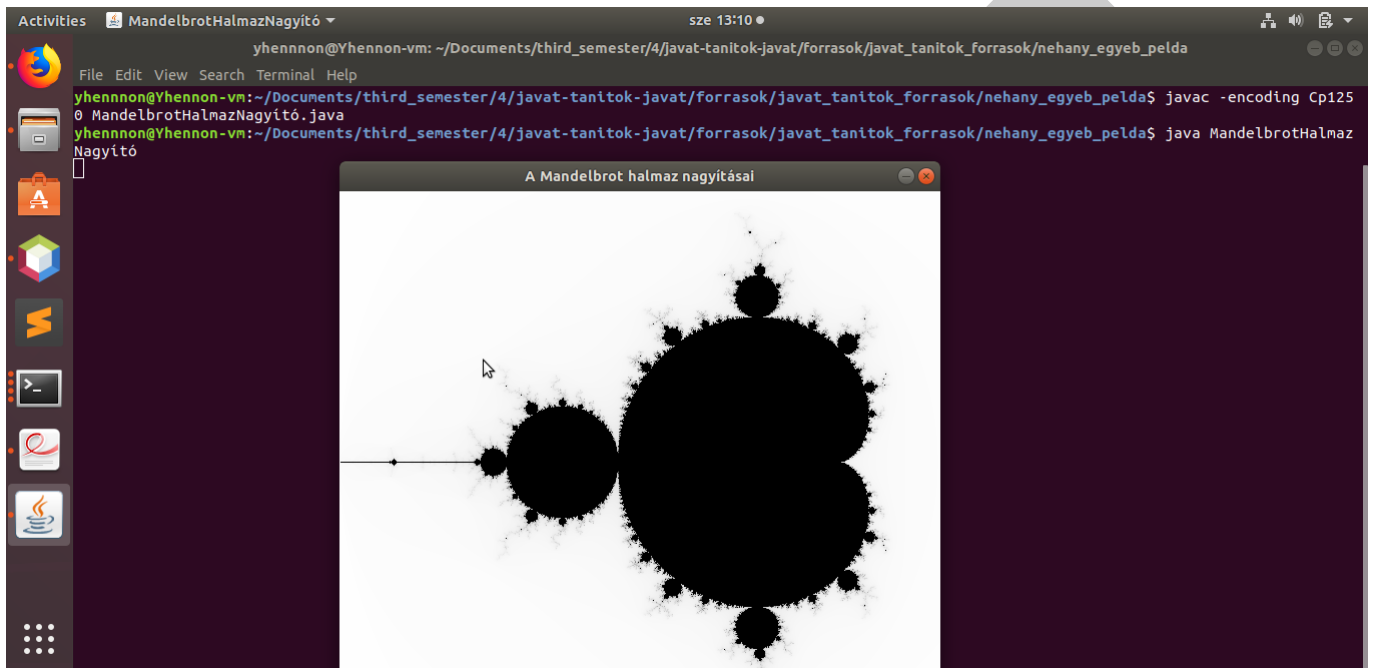 Activities MandelbrotHalmazNagyító sze 13:10
yhennnon@Yhennon-vm: ~/Documents/third_semester/4/javat-tanitok-javat/forrasok/javat_tanitok_forrasok/nehany_egyeb_pelda
File Edit View Search Terminal Help
yhennnon@Yhennon-vm:~/Documents/third_semester/4/javat-tanitok-javat/forrasok/javat_tanitok_forrasok/nehany_egyeb_pelda$ javac -encoding Cp125
0 MandelbrotHalmazNagyító.java
yhennnon@Yhennon-vm:~/Documents/third_semester/4/javat-tanitok-javat/forrasok/javat_tanitok_forrasok/nehany_egyeb_pelda$ java MandelbrotHalmaz
Nagyító
A Mandelbrot halmaz nagyításai